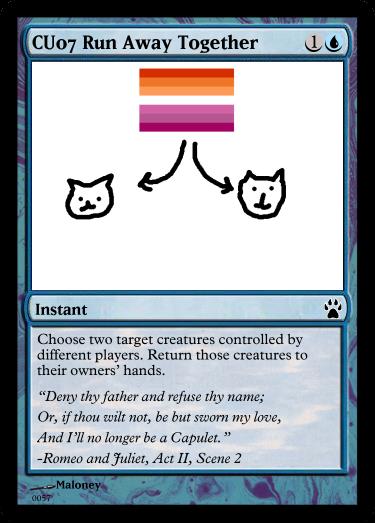 CU07 Run Away Together 1
Instant
Choose two target creatures controlled by
different players. Return those creatures to
their owners' hands.
"Deny thy father and refuse thy name;
Or, if thou wilt not, be but sworn my love,
And I'll no longer be a Capulet."
-Romeo and Juliet, Act II, Scene 2
Maloney
0057